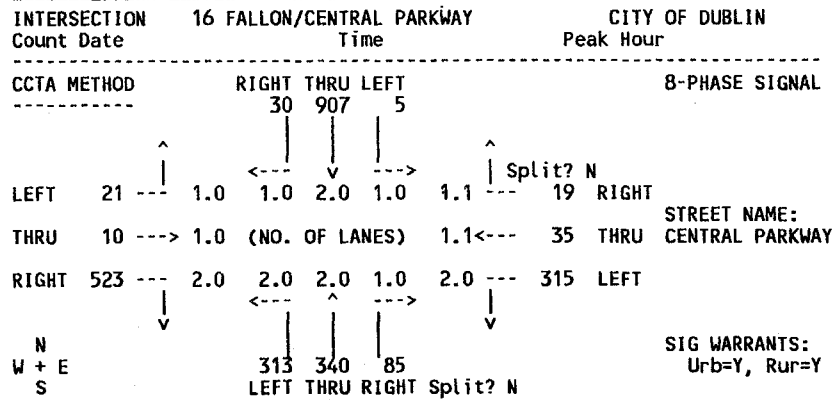 INTERSECTION 16 FALLON/CENTRAL PARKWAY CITY OF DUBLIN
Count Date Time Peak Hour
CCTA METHOD RIGHT THRU LEFT 8-PHASE SIGNAL
30 907 5
Split? N
LEFT 21 --- 1.0 1.0 2.0 1.0 1.1 --- 19 RIGHT
STREET NAME:
THRU 10 ---> 1.0 (NO. OF LANES) 1.1<--- 35 THRU CENTRAL PARKWAY
RIGHT 523 --- 2.0 2.0 2.0 1.0 2.0 --- 315 LEFT
N SIG WARRANTS:
W + E 313 340 85 Urb=Y, Rur=Y
S LEFT THRU RIGHT Split? N